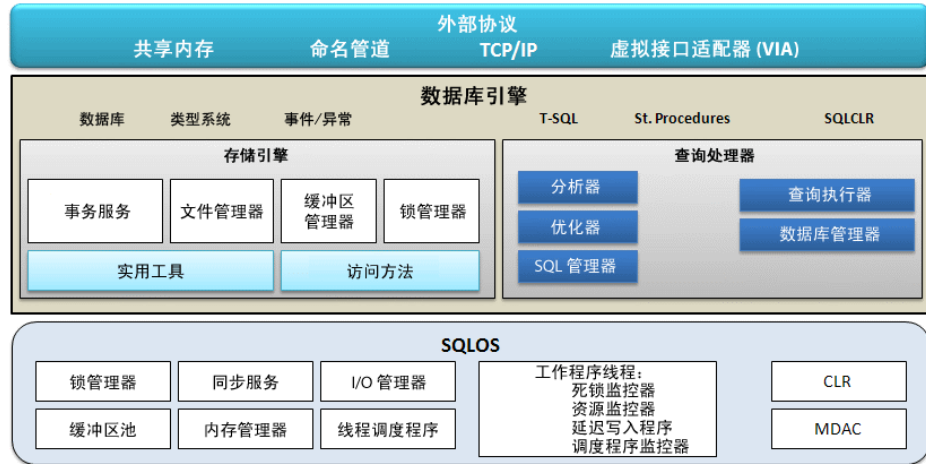 外部协议
共享内存 命名管道 TCP/IP 虚拟接口适配器 (VIA)
数据库引擎
数据库 类型系统 事件/异常 T-SQL St. Procedures SQLCLR
存储引擎
事务服务 文件管理器 缓冲区
管理器 锁管理器
实用工具 访问方法
查询处理器
分析器
优化器
SQL 管理器
查询执行器
数据库管理器
SQLOS
锁管理器 同步服务 I/O 管理器
缓冲区池 内存管理器 线程调度程序
工作程序线程：
死锁监控器
资源监控器
延迟写入程序
调度程序监控器
CLR
MDAC